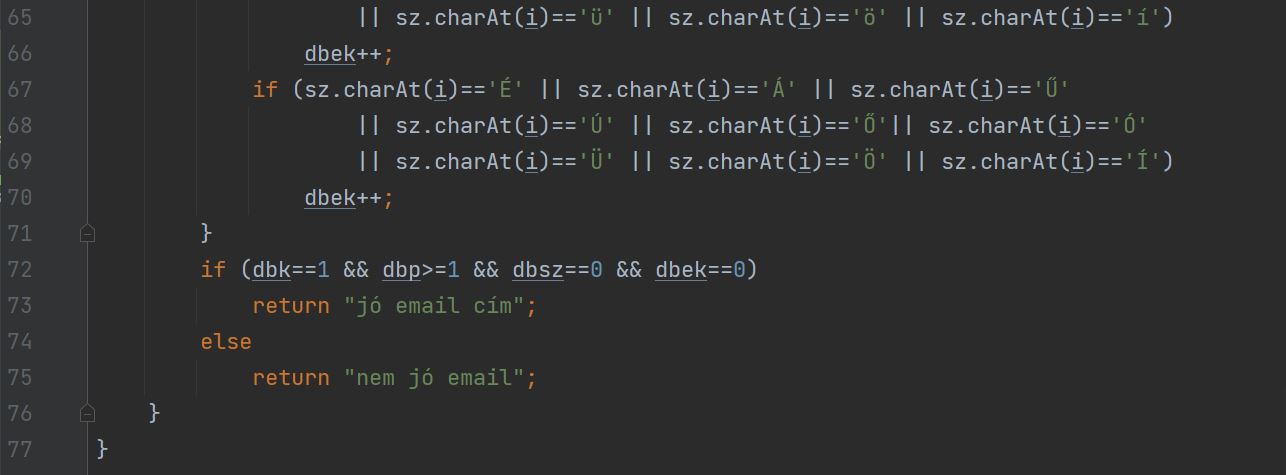 65 || sz.charAt(i)=='ü' || sz.charAt(i)=='ö' || sz.charAt(i)=='í')
66 dbek++;
67 if (sz.charAt(i)=='É' || sz.charAt(i)=='Á' || sz.charAt(i)=='Ű'
68 || sz.charAt(i)=='Ú' || sz.charAt(i)=='Ő'|| sz.charAt(i)=='Ó'
69 || sz.charAt(i)=='Ü' || sz.charAt(i)=='Ö' || sz.charAt(i)=='Í')
70 dbek++;
71 }
72 if (dbk==1 && dbp>=1 && dbsz==0 && dbek==0)
73 return "jó email cím";
74 else
75 return "nem jó email";
76 }
77 }